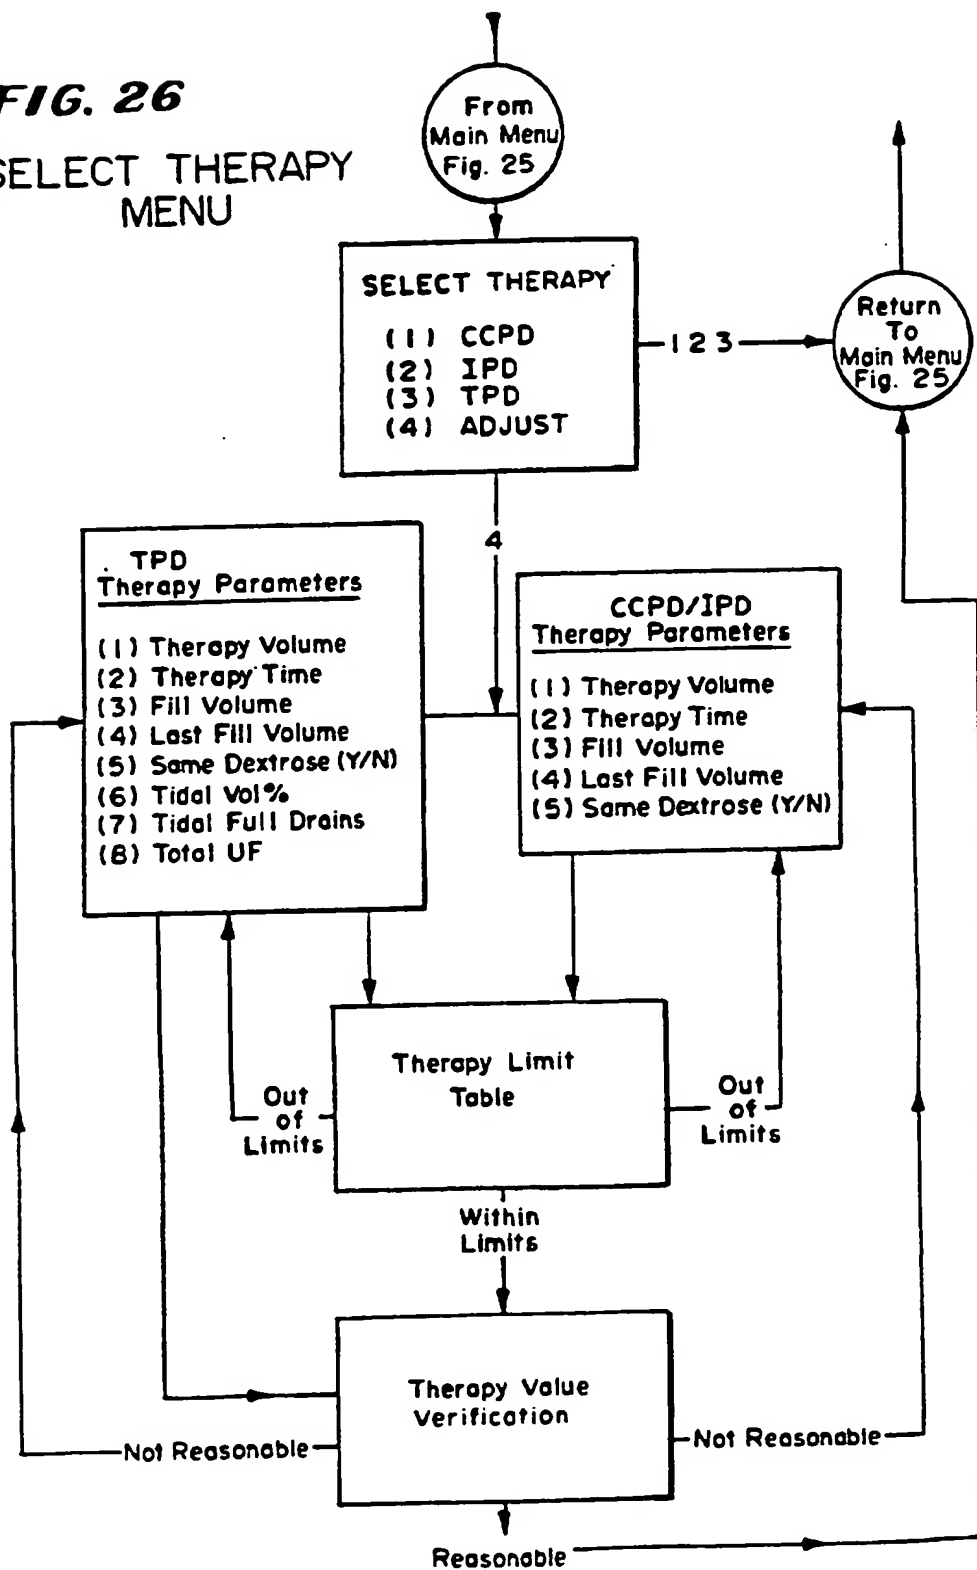 FIG. 26
SELECT THERAPY
MENU
From
Main Menu
Fig. 25
SELECT THERAPY
(1) CCPD
(2) IPD
(3) TPD
(4) ADJUST
1 2 3
Return
To
Main Menu
Fig. 25
4
TPD
Therapy Parameters
(1) Therapy Volume
(2) Therapy Time
(3) Fill Volume
(4) Last Fill Volume
(5) Same Dextrose (Y/N)
(6) Tidal Vol%
(7) Tidal Full Drains
(8) Total UF
CCPD/IPD
Therapy Parameters
(1) Therapy Volume
(2) Therapy Time
(3) Fill Volume
(4) Last Fill Volume
(5) Same Dextrose (Y/N)
Therapy Limit
Table
Out
of
Limits
Out
of
Limits
Within
Limits
Therapy Value
Verification
Not Reasonable
Not Reasonable
Reasonable